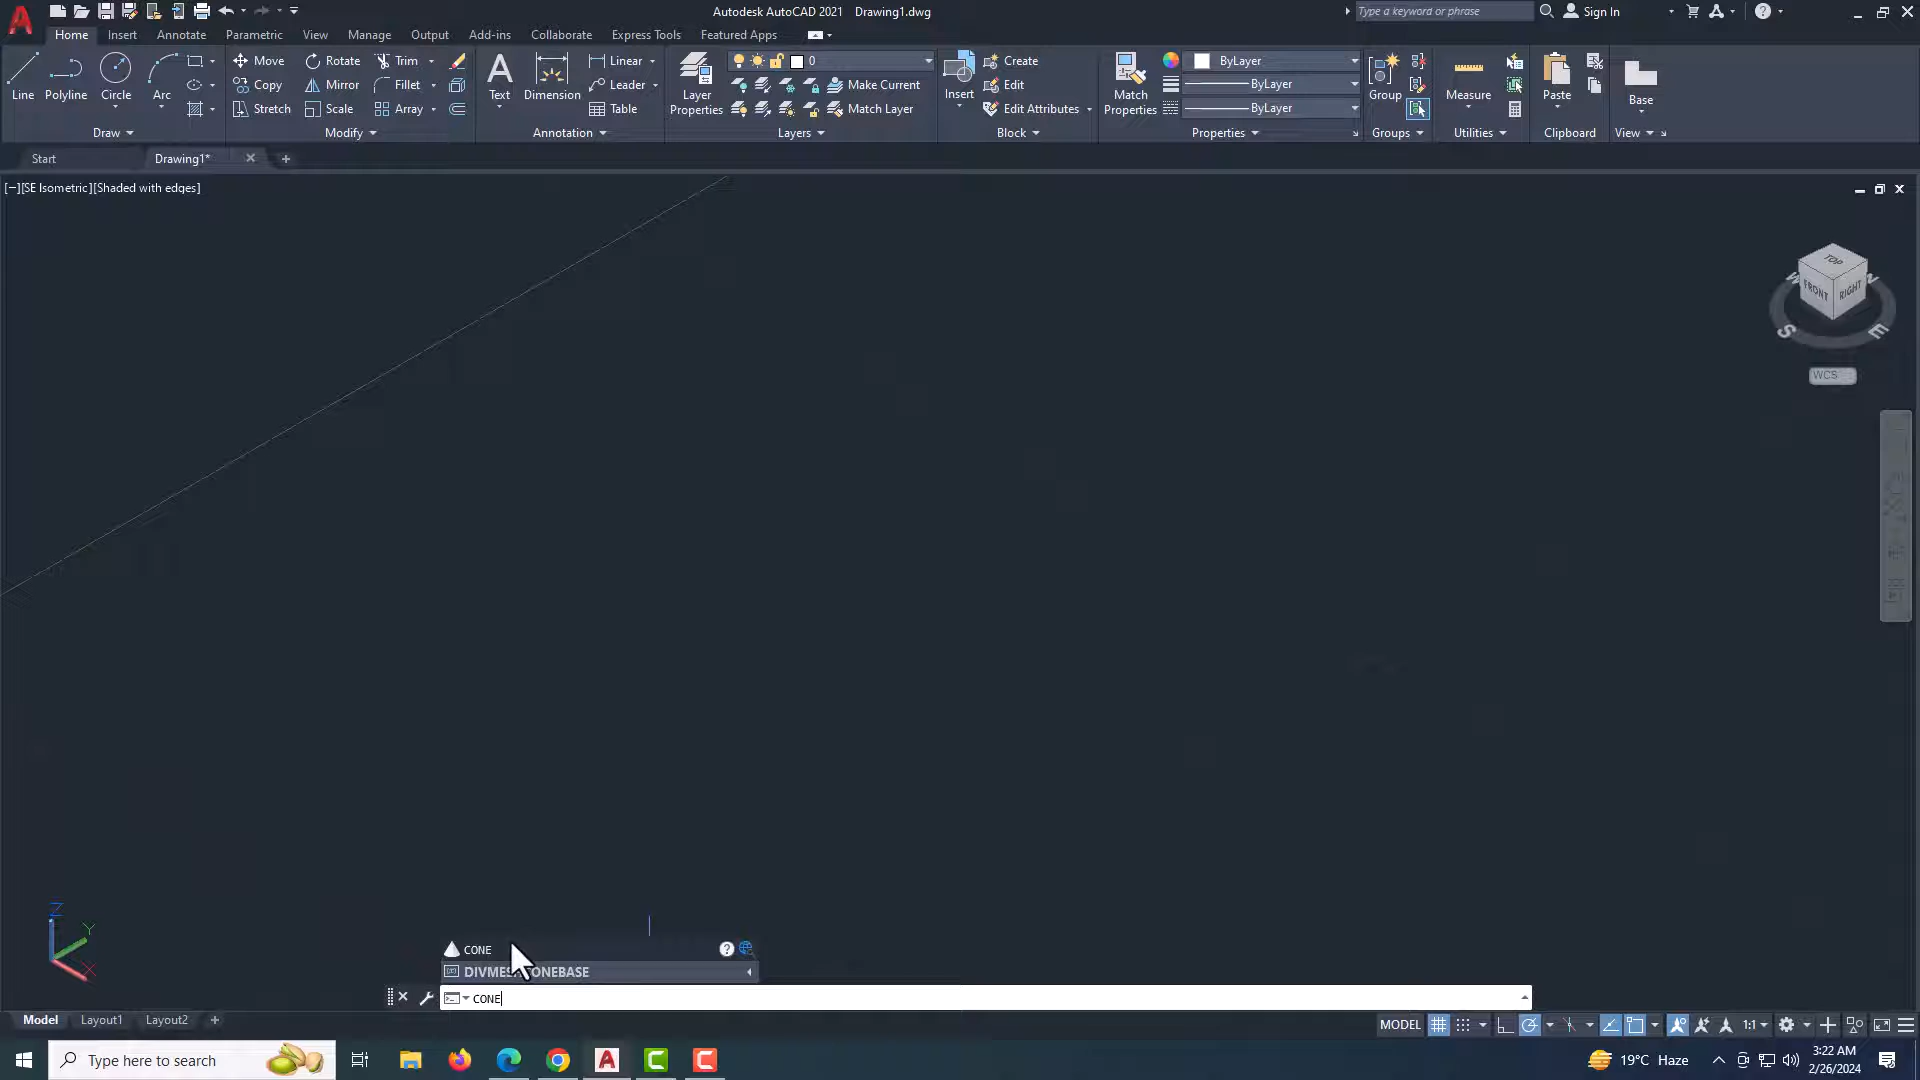 Autodesk AutoCAD 2021 Drawing1.dwg
Type a keyword or phrase
Sign In
Home Insert Annotate Parametric View Manage Output Add-ins Collaborate Express Tools Featured Apps
Line
Polyline
Circle
Arc
Draw
Move
Rotate
Trim
Copy
Mirror
Fillet
Stretch
Scale
Array
Modify
Text
Dimension
Linear
Leader
Table
Annotation
Layer
Properties
0
Make Current
Match Layer
Layers
Insert
Create
Edit
Edit Attributes
Block
Match
Properties
ByLayer
ByLayer
ByLayer
Properties
Group
Groups
Measure
Utilities
Paste
Clipboard
Base
View
Start
Drawing1*
[−][SE Isometric][Shaded with edges]
TOP
FRONT
RIGHT
W
N
S
E
WCS
Z
Y
X
CONE
CONE
Model
Layout1
Layout2
MODEL
1:1
Type here to search
19°C Haze
3:22 AM
2/26/2024